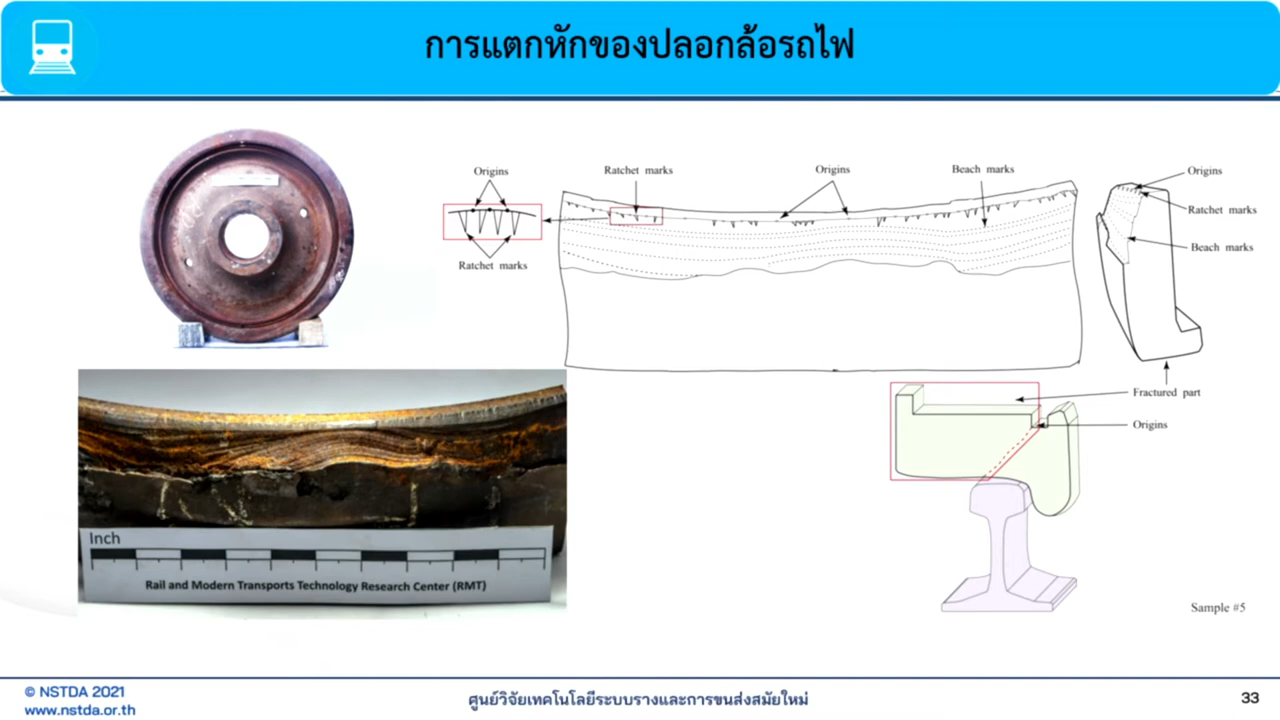 การแตกหักของปลอกล้อรถไฟ
Origins
Ratchet marks
Origins
Beach marks
Origins
Ratchet marks
Beach marks
Ratchet marks
Fractured part
Origins
Inch
Rail and Modern Transports Technology Research Center (RMT)
Sample #5
© NSTDA 2021
www.nstda.or.th
ศูนย์วิจัยเทคโนโลยีระบบรางและการขนส่งสมัยใหม่
33